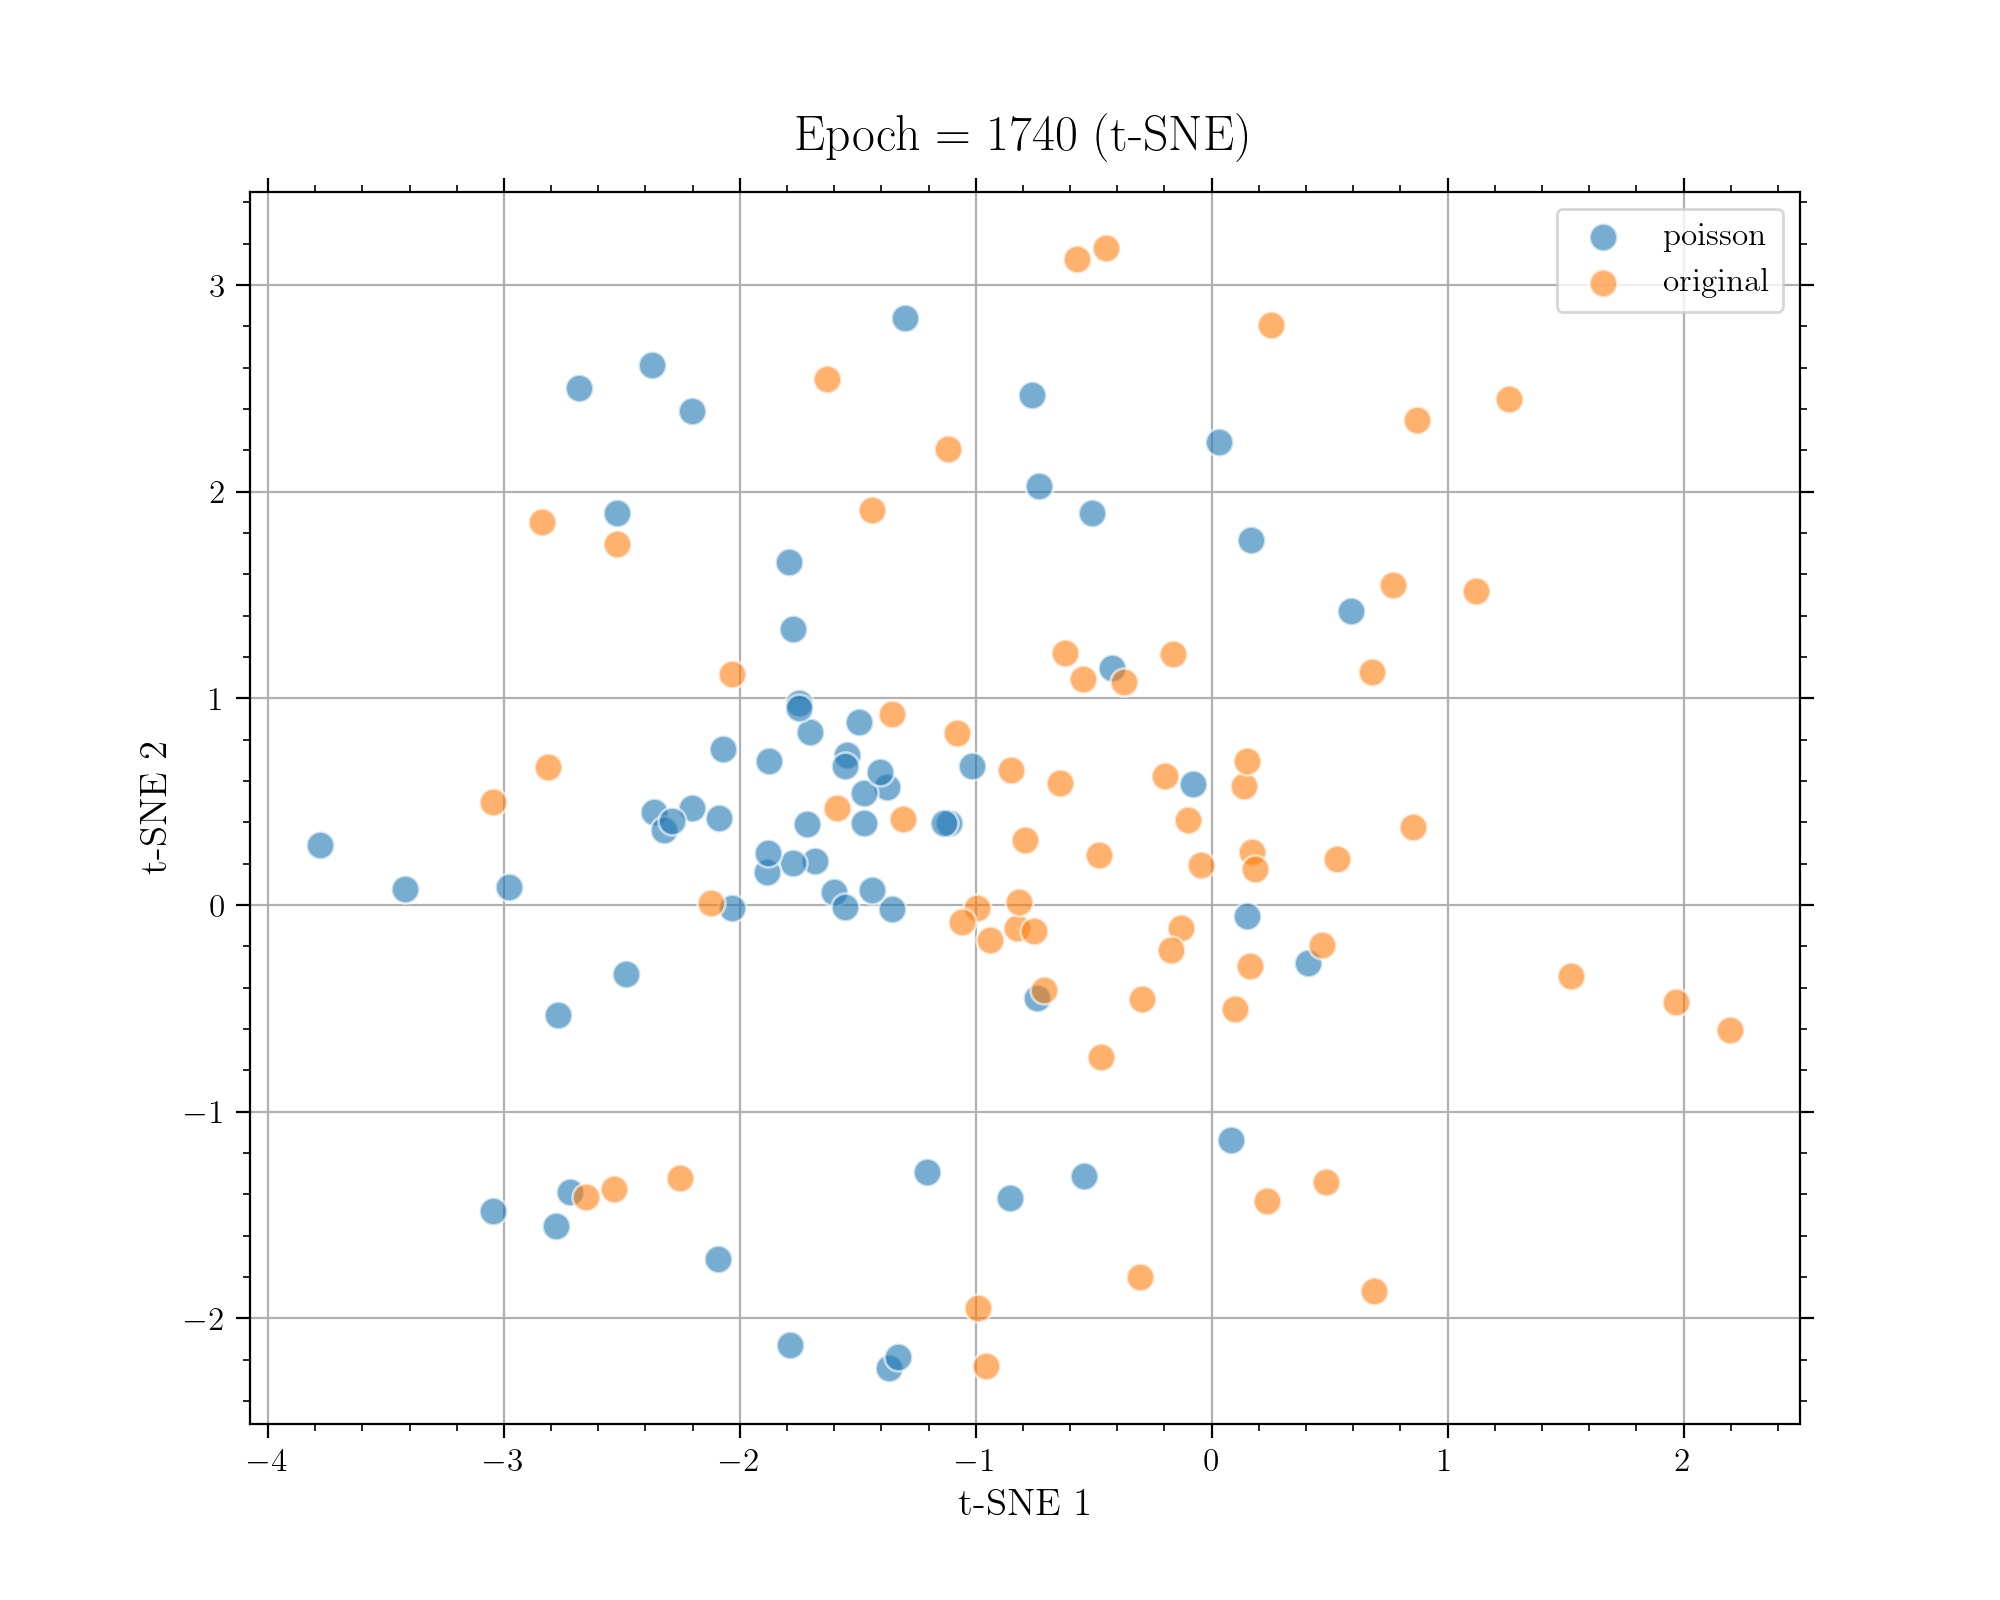 Epoch = 1740 (t-SNE)
poisson
original
3
2
1
0
−1
−2
t-SNE 2
−4
−3
−2
−1
0
1
2
t-SNE 1